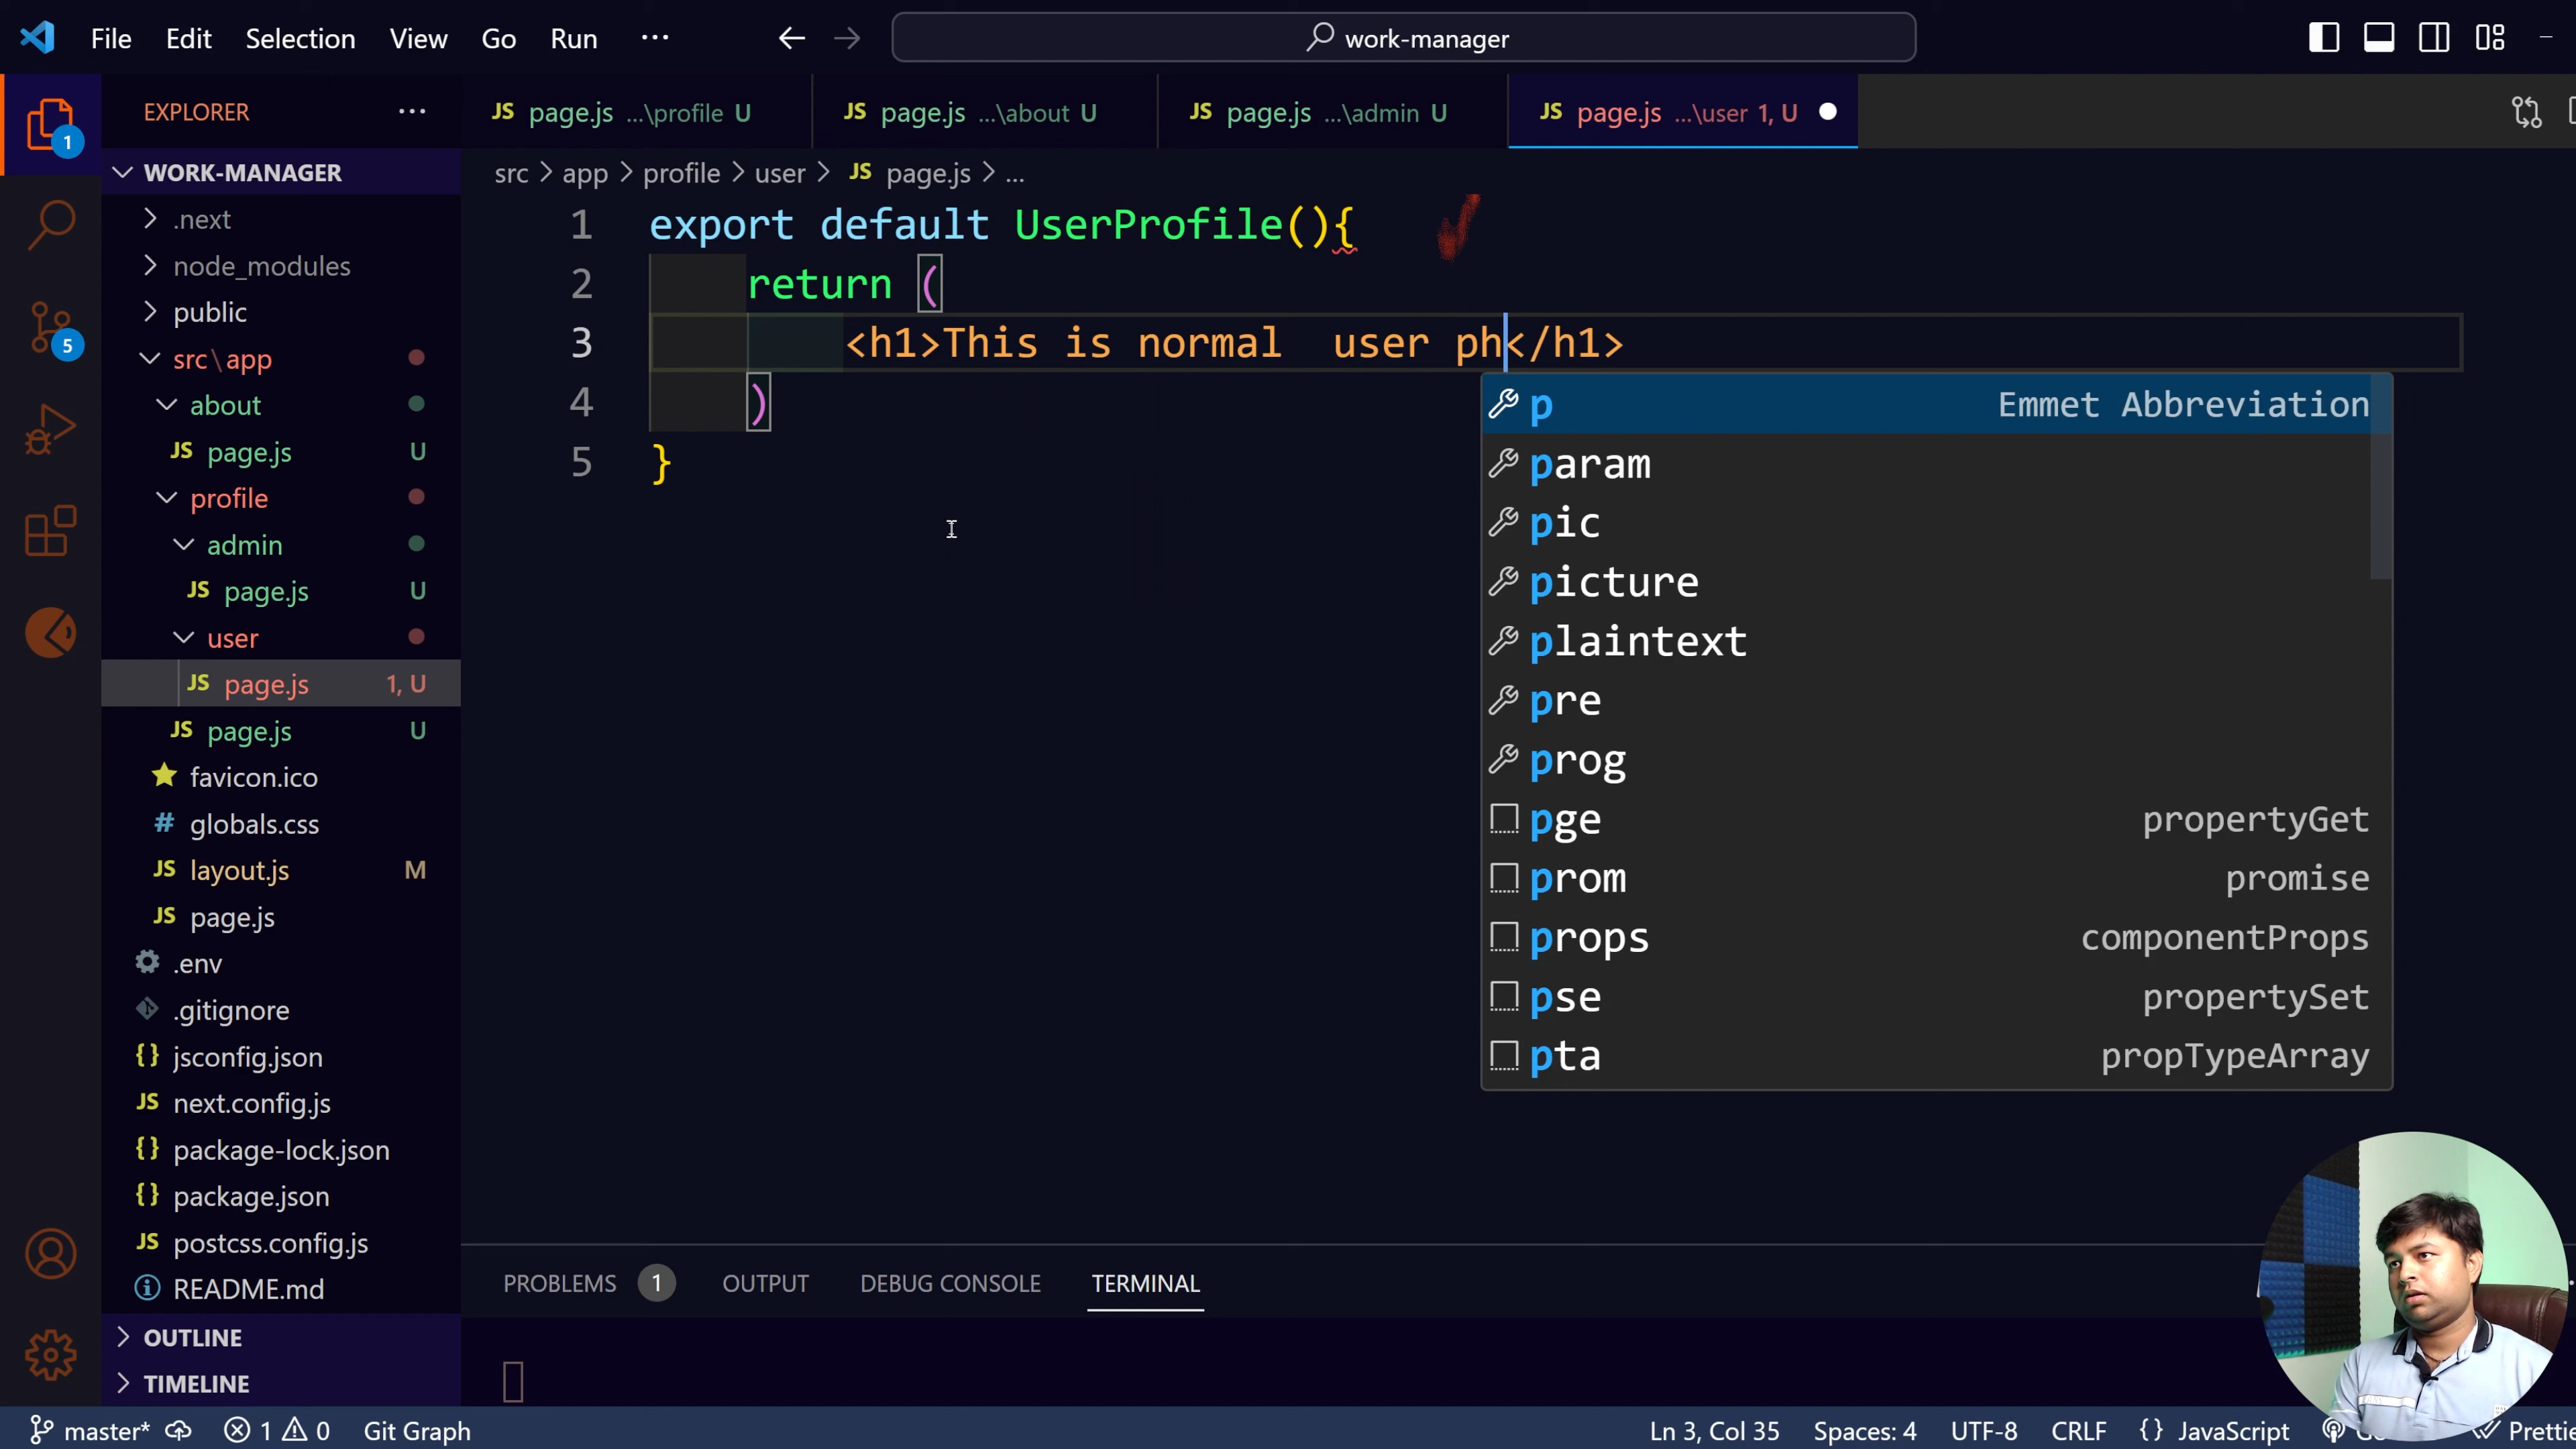 File Edit Selection View Go Run ··· work-manager
EXPLORER ···
page.js ...\profile U page.js ...\about U page.js ...\admin U page.js ...\user 1, U
1
5
WORK-MANAGER
.next
node_modules
public
src\app
about
JS page.js U
profile
admin
JS page.js U
user
JS page.js 1, U
JS page.js U
favicon.ico
# globals.css
JS layout.js M
JS page.js
.env
.gitignore
{} jsconfig.json
JS next.config.js
{} package-lock.json
{} package.json
JS postcss.config.js
README.md
OUTLINE
TIMELINE
src > app > profile > user > JS page.js > ...
1 export default UserProfile(){
2 return (
3 <h1>This is normal  user ph</h1>
4 )
5 }
p Emmet Abbreviation
param
pic
picture
plaintext
pre
prog
pge propertyGet
prom promise
props componentProps
pse propertySet
pta propTypeArray
PROBLEMS 1 OUTPUT DEBUG CONSOLE TERMINAL
master* 1 0 Git Graph Ln 3, Col 35 Spaces: 4 UTF-8 CRLF {} JavaScript